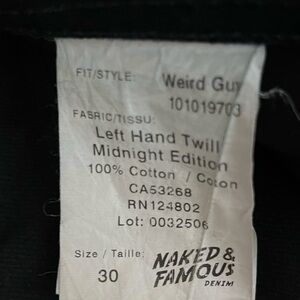 FIT/STYLE: Weird Guy
101019703
FABRIC/TISSU:
Left Hand Twill
Midnight Edition
100% Cotton / Coton
CA53268
RN124802
Lot: 0032506
Size / Taille:
30
NAKED &
FAMOUS
DENIM